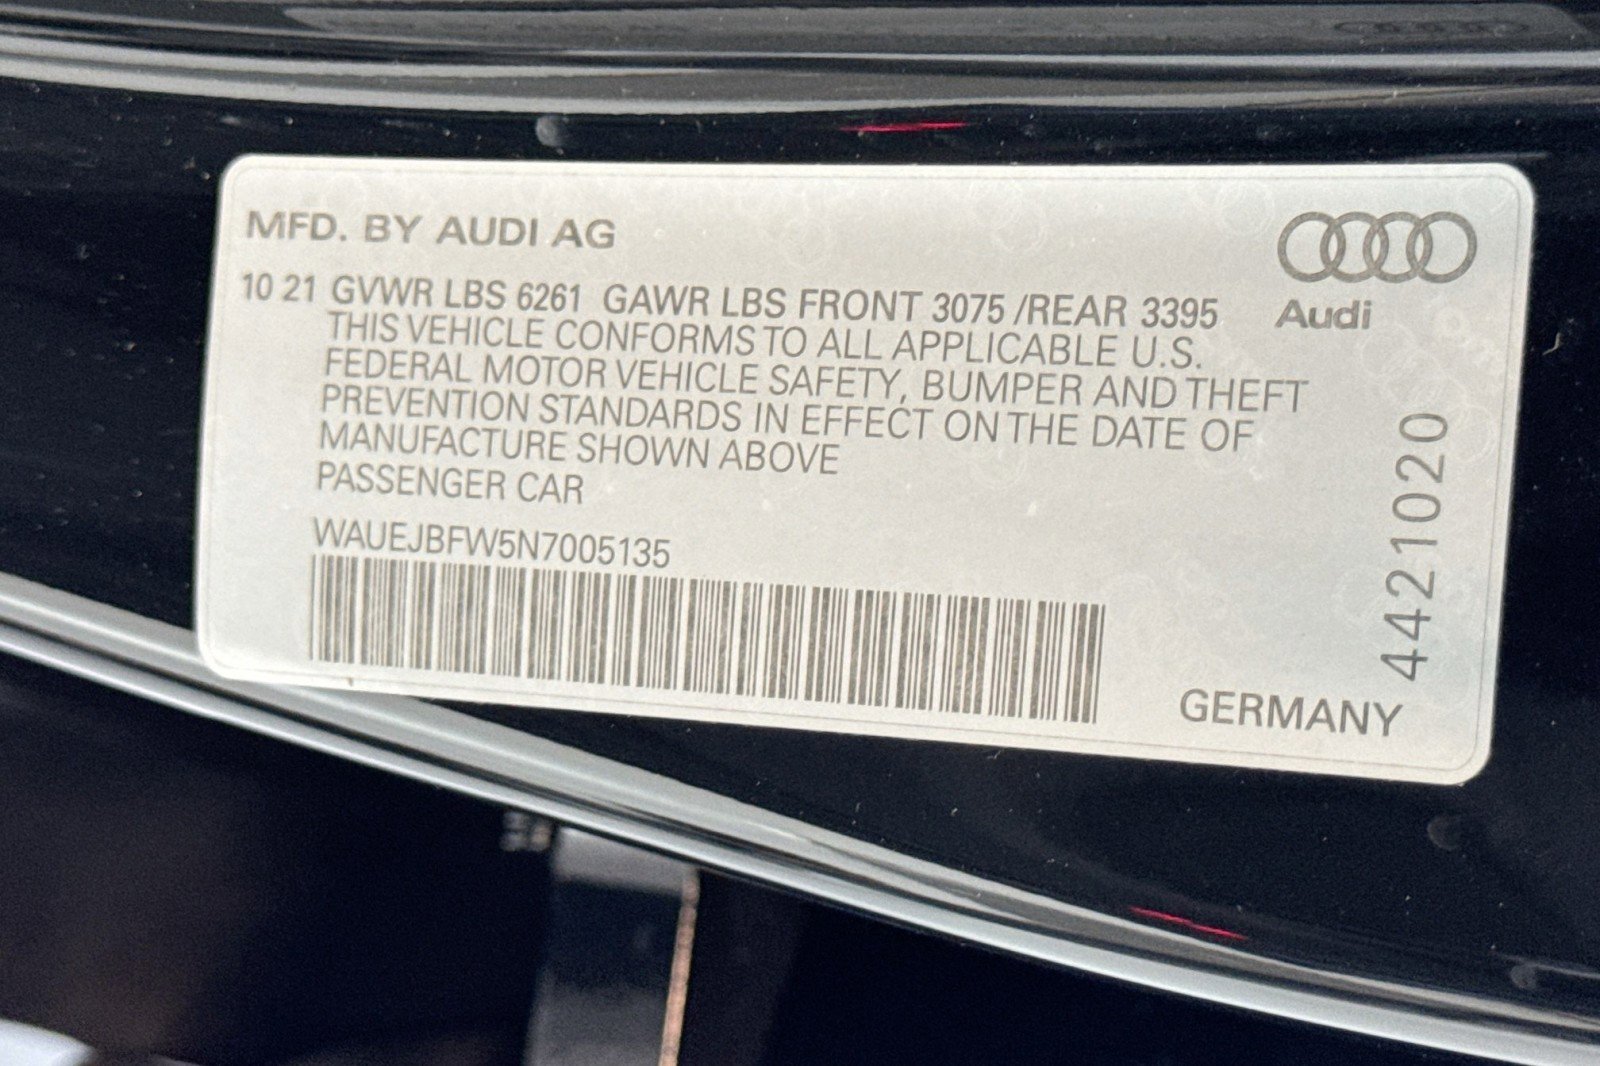 MFD. BY AUDI AG
10 21 GVWR LBS 6261 GAWR LBS FRONT 3075 /REAR 3395
Audi
THIS VEHICLE CONFORMS TO ALL APPLICABLE U.S.
FEDERAL MOTOR VEHICLE SAFETY, BUMPER AND THEFT
PREVENTION STANDARDS IN EFFECT ON THE DATE OF
MANUFACTURE SHOWN ABOVE
PASSENGER CAR
WAUEJBFW5N7005135
4421020
GERMANY